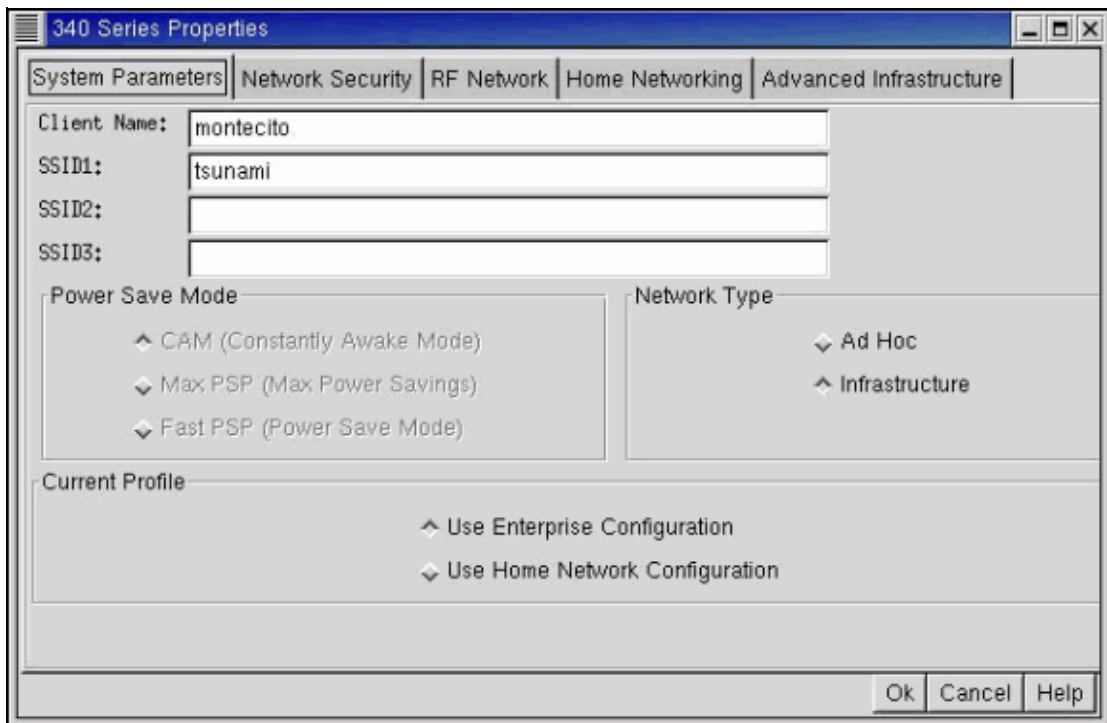 340 Series Properties
System Parameters Network Security RF Network Home Networking Advanced Infrastructure
Client Name: montecito
SSID1: tsunami
SSID2:
SSID3:
Power Save Mode
CAM (Constantly Awake Mode)
Max PSP (Max Power Savings)
Fast PSP (Power Save Mode)
Network Type
Ad Hoc
Infrastructure
Current Profile
Use Enterprise Configuration
Use Home Network Configuration
Ok Cancel Help